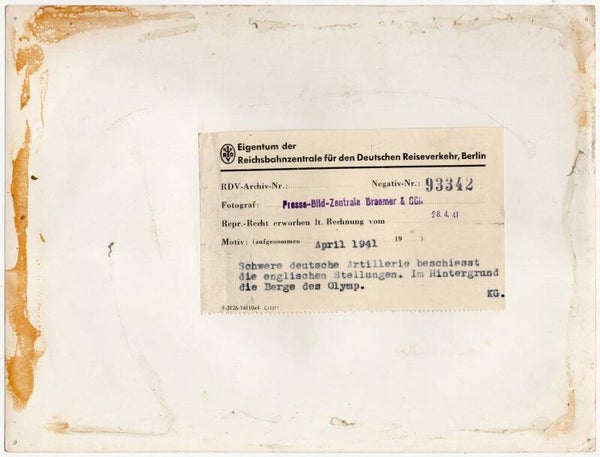 RDV
Eigentum der
Reichsbahnzentrale für den Deutschen Reiseverkehr, Berlin
RDV-Archiv-Nr.: Negativ-Nr.: 93342
Fotograf: Presse-Bild-Zentrale Braemer & Gül
Repr.-Recht erworben lt. Rechnung vom 28.4.41
Motiv: (aufgenommen April 1941 19 )
Schwere deutsche Artillerie beschiesst
die englischen Stellungen. Im Hintergrund
die Berge des Olymp.
KG.